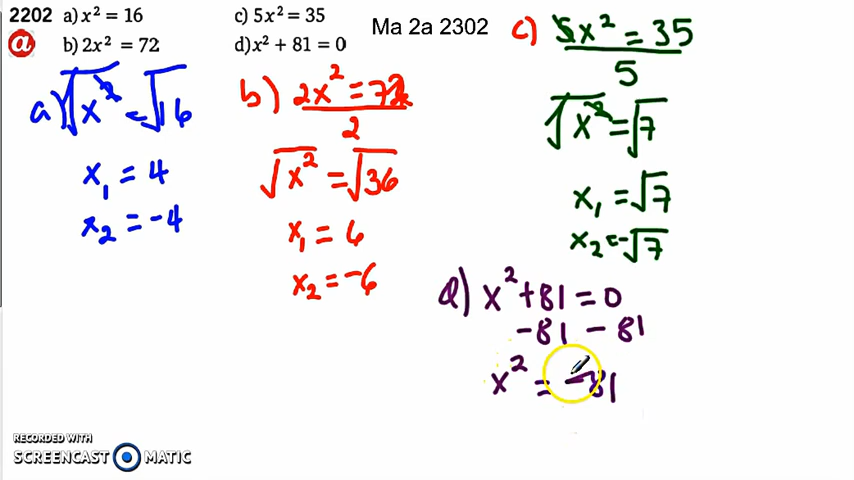 2202 a) x² = 16 c) 5x² = 35 Ma 2a 2302
a b) 2x² = 72 d) x² + 81 = 0
a) √x² = √16
x₁ = 4
x₂ = -4
b) 2x² = 72
2
√x² = √36
x₁ = 6
x₂ = -6
c) 5x² = 35
5
√x² = √7
x₁ = √7
x₂ = -√7
d) x² + 81 = 0
-81 - 81
x² = -81
RECORDED WITH
SCREENCAST MATIC